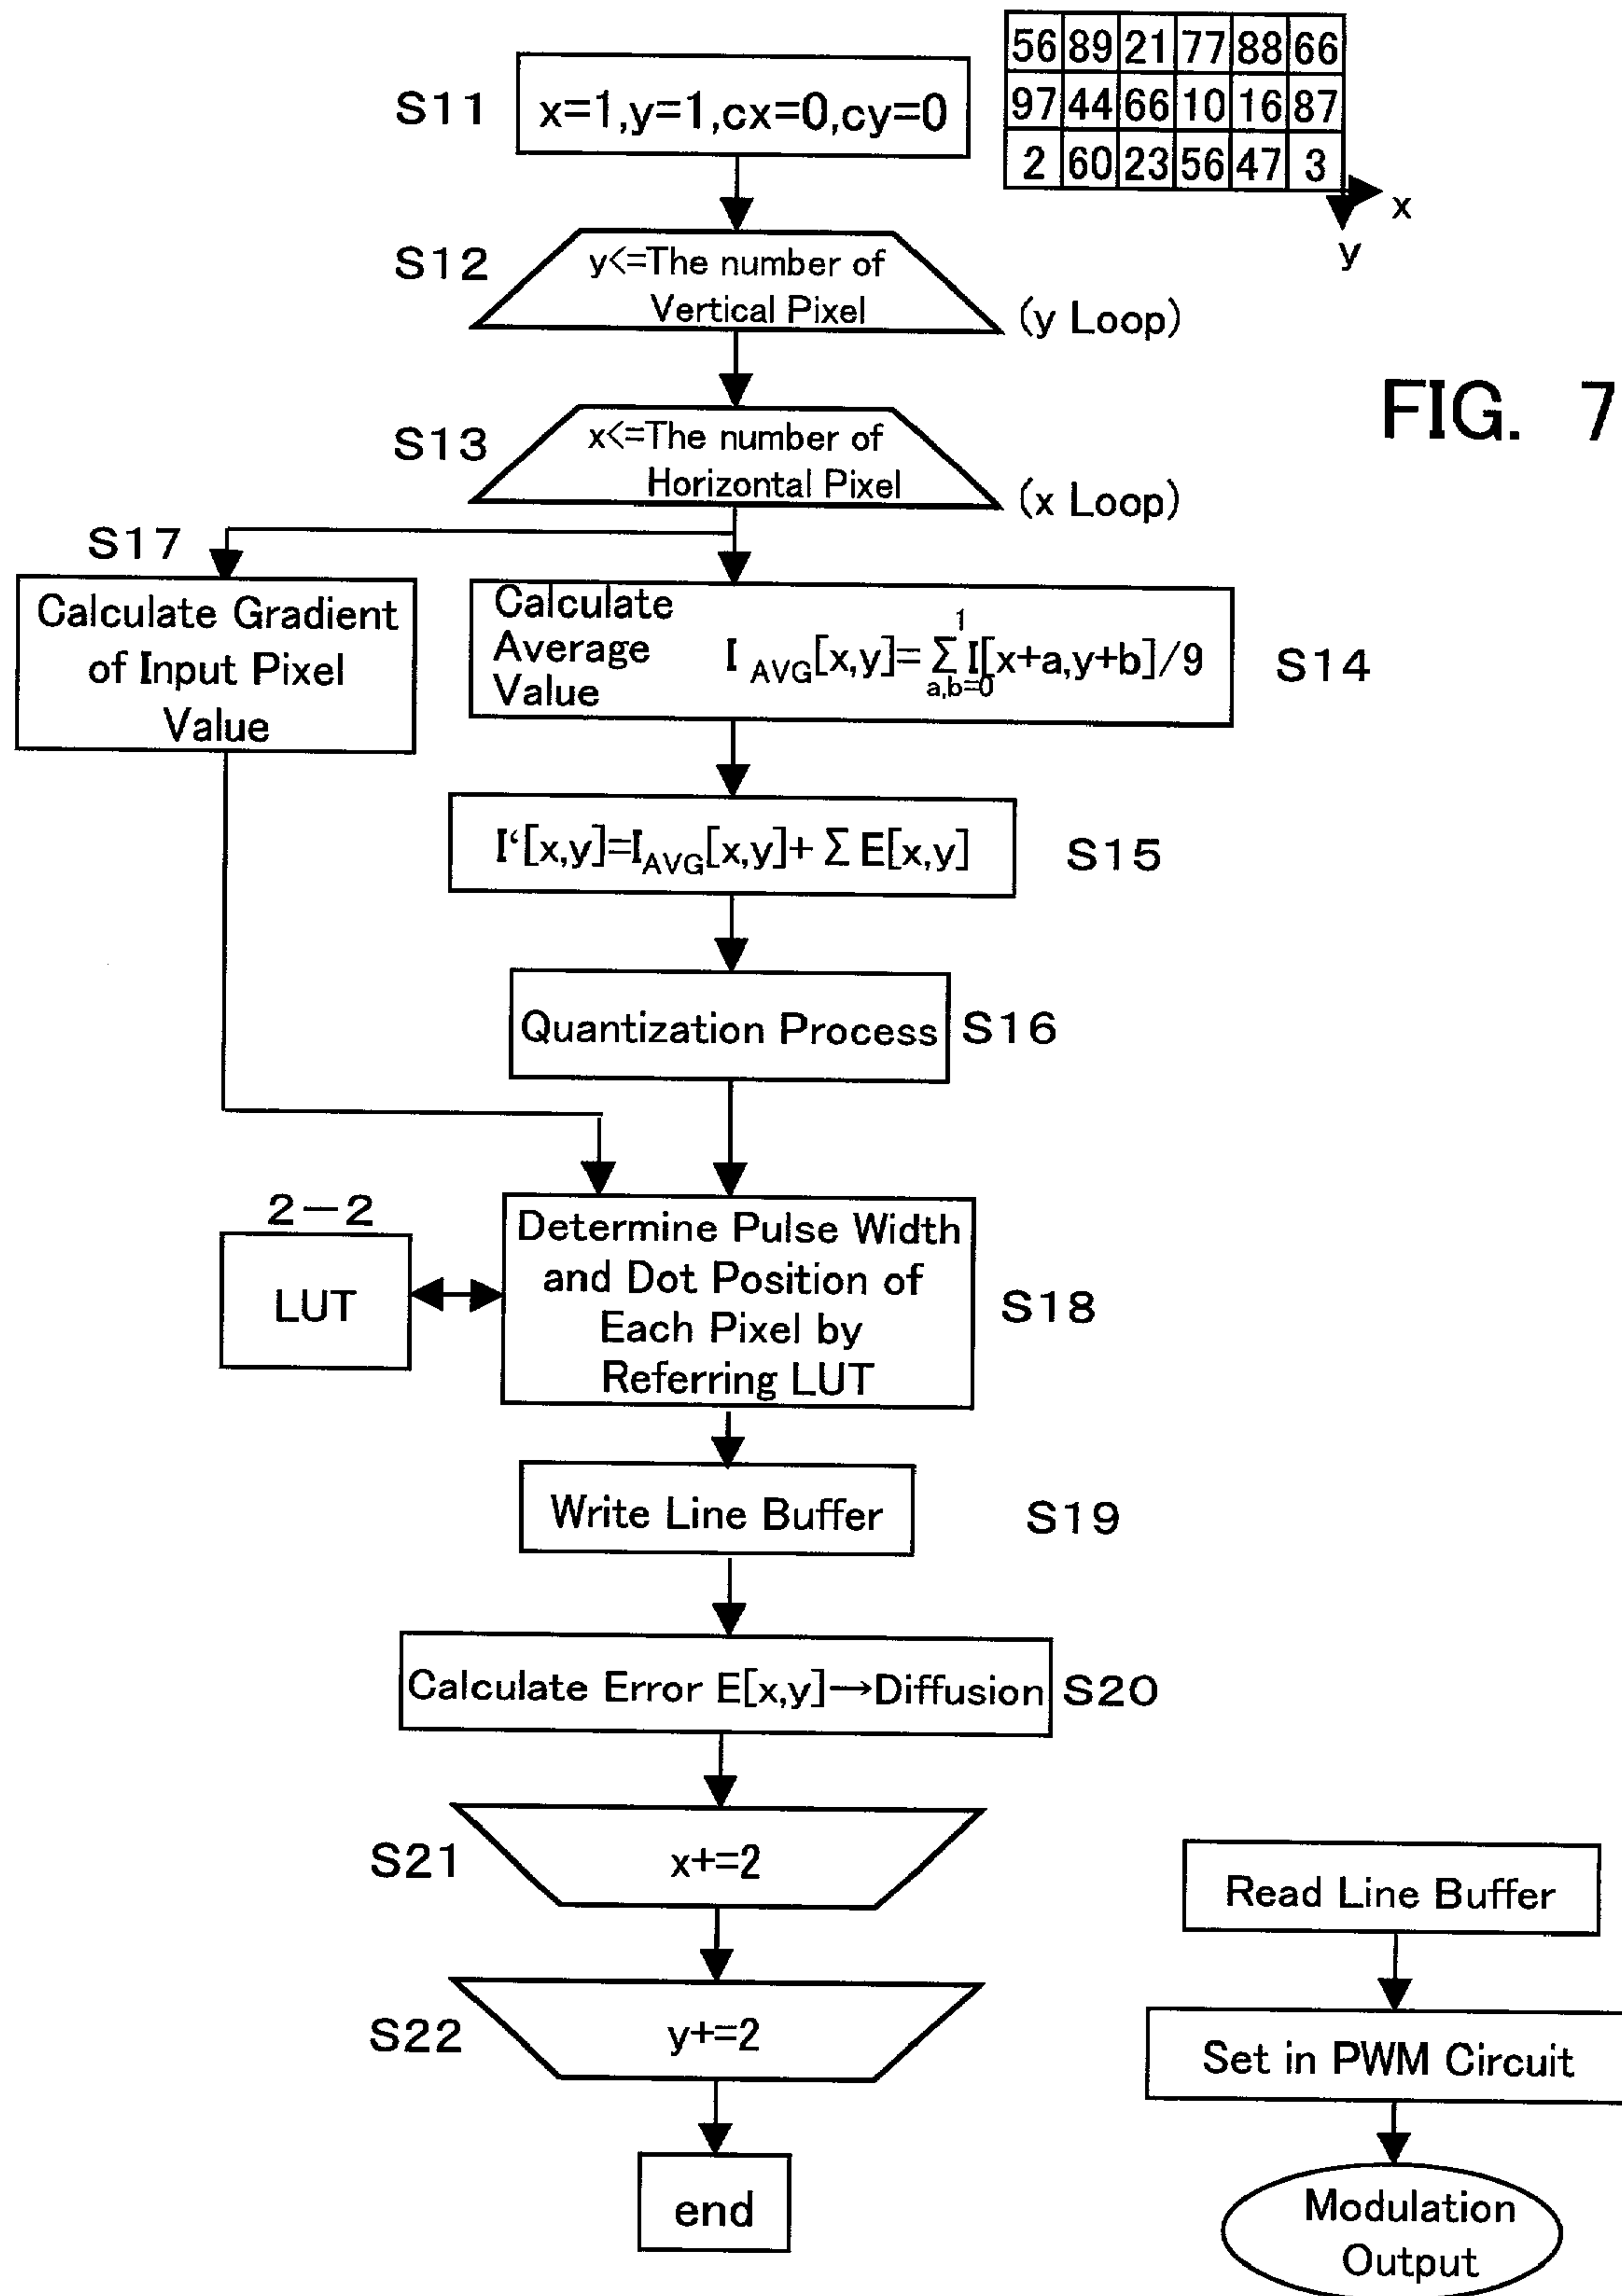 56 89 21 77 88 66
97 44 66 10 16 87
2 60 23 56 47 3
x
y
FIG. 7
S11
x=1,y=1,cx=0,cy=0
S12
y<=The number of
Vertical Pixel
(y Loop)
S13
x<=The number of
Horizontal Pixel
(x Loop)
S17
Calculate Gradient
of Input Pixel
Value
Calculate
Average
Value
1
I AVG[x,y]=Σ I[x+a,y+b]/9
a,b=0
S14
I‘[x,y]=IAVG[x,y]+ΣE[x,y]
S15
Quantization Process
S16
2-2
LUT
Determine Pulse Width
and Dot Position of
Each Pixel by
Referring LUT
S18
Write Line Buffer
S19
Calculate Error E[x,y]→Diffusion
S20
S21
x+=2
S22
y+=2
end
Read Line Buffer
Set in PWM Circuit
Modulation
Output